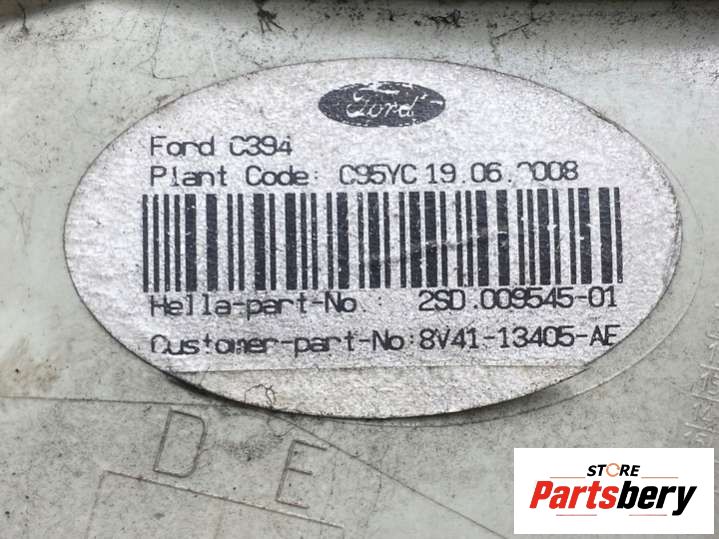 Ford
Ford C394
Plant Code: C95YC 19.06.2008
Hella-part-No.: 2SD.009545-01
Customer-part-No:8V41-13405-AE
D E
STORE
Partsbery